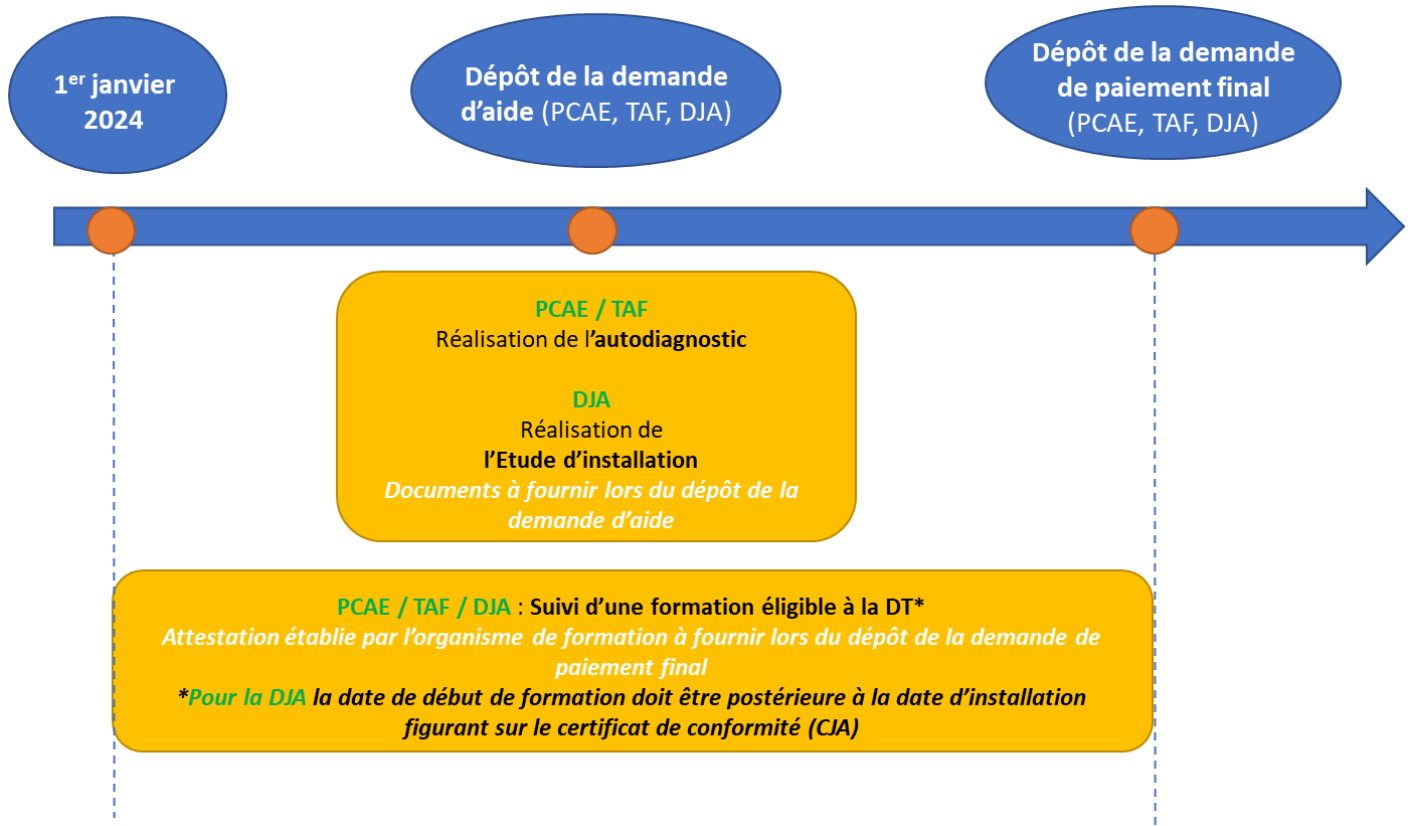 1er janvier
2024
Dépôt de la demande
d’aide (PCAE, TAF, DJA)
Dépôt de la demande
de paiement final
(PCAE, TAF, DJA)
PCAE / TAF
Réalisation de l’autodiagnostic
DJA
Réalisation de
l’Etude d’installation
Documents à fournir lors du dépôt de la
demande d’aide
PCAE / TAF / DJA : Suivi d’une formation éligible à la DT*
Attestation établie par l’organisme de formation à fournir lors du dépôt de la demande de
paiement final
*Pour la DJA la date de début de formation doit être postérieure à la date d’installation
figurant sur le certificat de conformité (CJA)